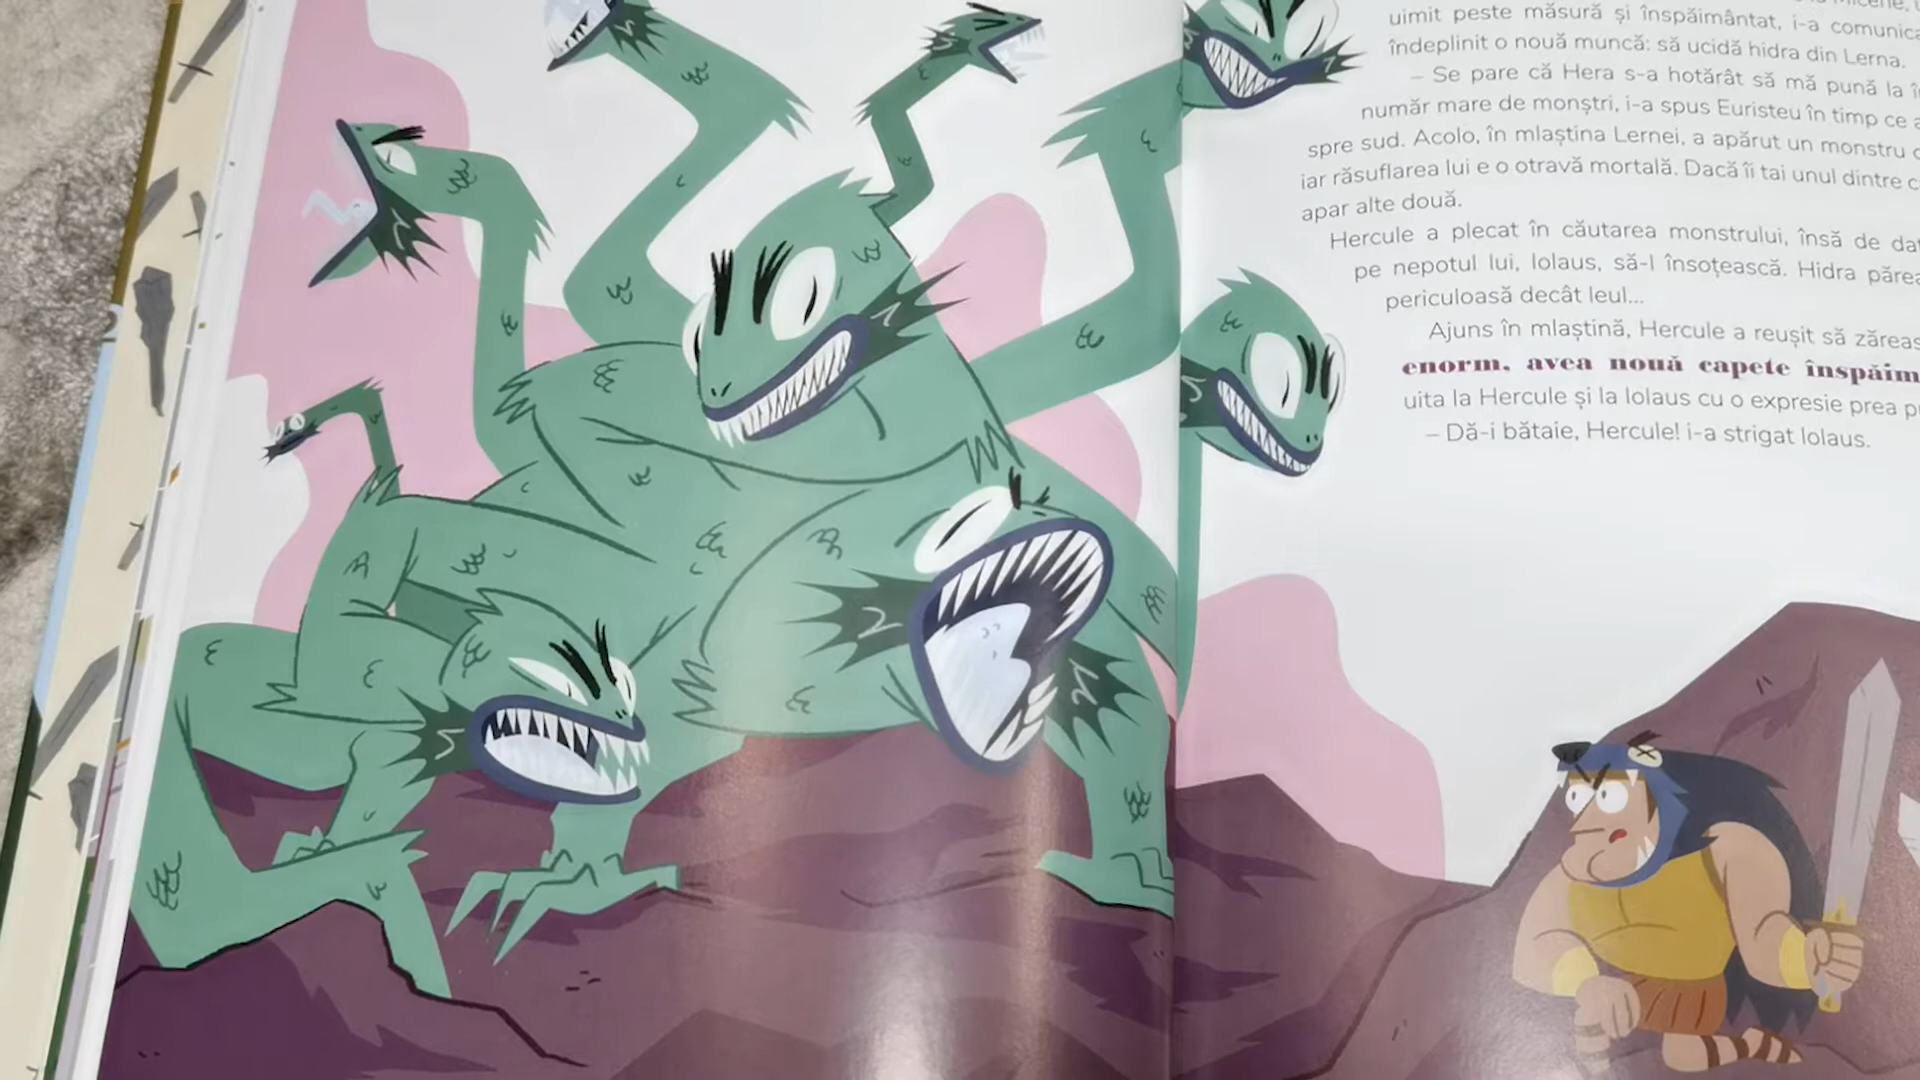 uimit peste măsură și înspăimântat, i-a
îndeplinit o nouă muncă: să ucidă hidra din Lerna.
– Se pare că Hera s-a hotărât să mă pună la
număr mare de monștri, i-a spus Euristeu în timp ce
spre sud. Acolo, în mlaștina Lernei, a apărut un monstru
iar răsuflarea lui e o otravă mortală. Dacă îi tai unul dintre
apar alte două.
Hercule a plecat în căutarea monstrului, însă de
pe nepotul lui, Iolaus, să-l însoțească. Hidra
periculoasă decât leul...
Ajuns în mlaștină, Hercule a reușit să
enorm, avea nouă capete
uita la Hercule și la Iolaus cu o expresie prea
– Dă-i bătaie, Hercule! i-a strigat Iolaus.